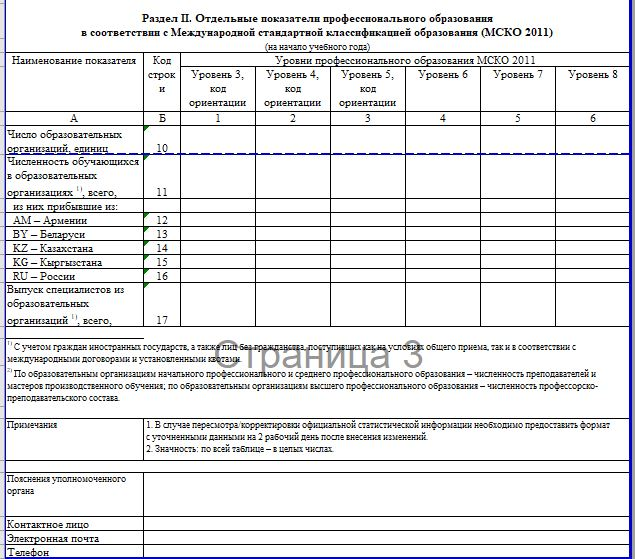 Раздел II. Отдельные показатели профессионального образования
в соответствии с Международной стандартной классификацией образования (МСКО 2011)
(на начало учебного года)
Наименование показателя
Код
строк
и
Уровни профессионального образования МСКО 2011
Уровень 3,
код
ориентации
Уровень 4,
код
ориентации
Уровень 5,
код
ориентации
Уровень 6
Уровень 7
Уровень 8
А Б 1 2 3 4 5 6
Число образовательных
организаций, единиц 10
Численность обучающихся
в образовательных
организациях 1), всего, 11
из них прибывшие из:
AM – Армении 12
BY – Беларуси 13
KZ – Казахстана 14
KG – Кыргызстана 15
RU – России 16
Выпуск специалистов из
образовательных
организаций 1), всего, 17
Страница 3
1) С учетом граждан иностранных государств, а также лиц без гражданства, поступивших как на условиях общего приема, так и в соответствии с
международными договорами и установленными квотами.
2) По образовательным организациям начального профессионального и среднего профессионального образования – численность преподавателей и
мастеров производственного обучения; по образовательным организациям высшего профессионального образования – численность профессорско-
преподавательского состава.
Примечания
1. В случае пересмотра/корректировки официальной статистической информации необходимо предоставить формат
с уточненными данными на 2 рабочий день после внесения изменений.
2. Значность: по всей таблице – в целых числах.
Пояснения уполномоченного
органа
Контактное лицо
Электронная почта
Телефон